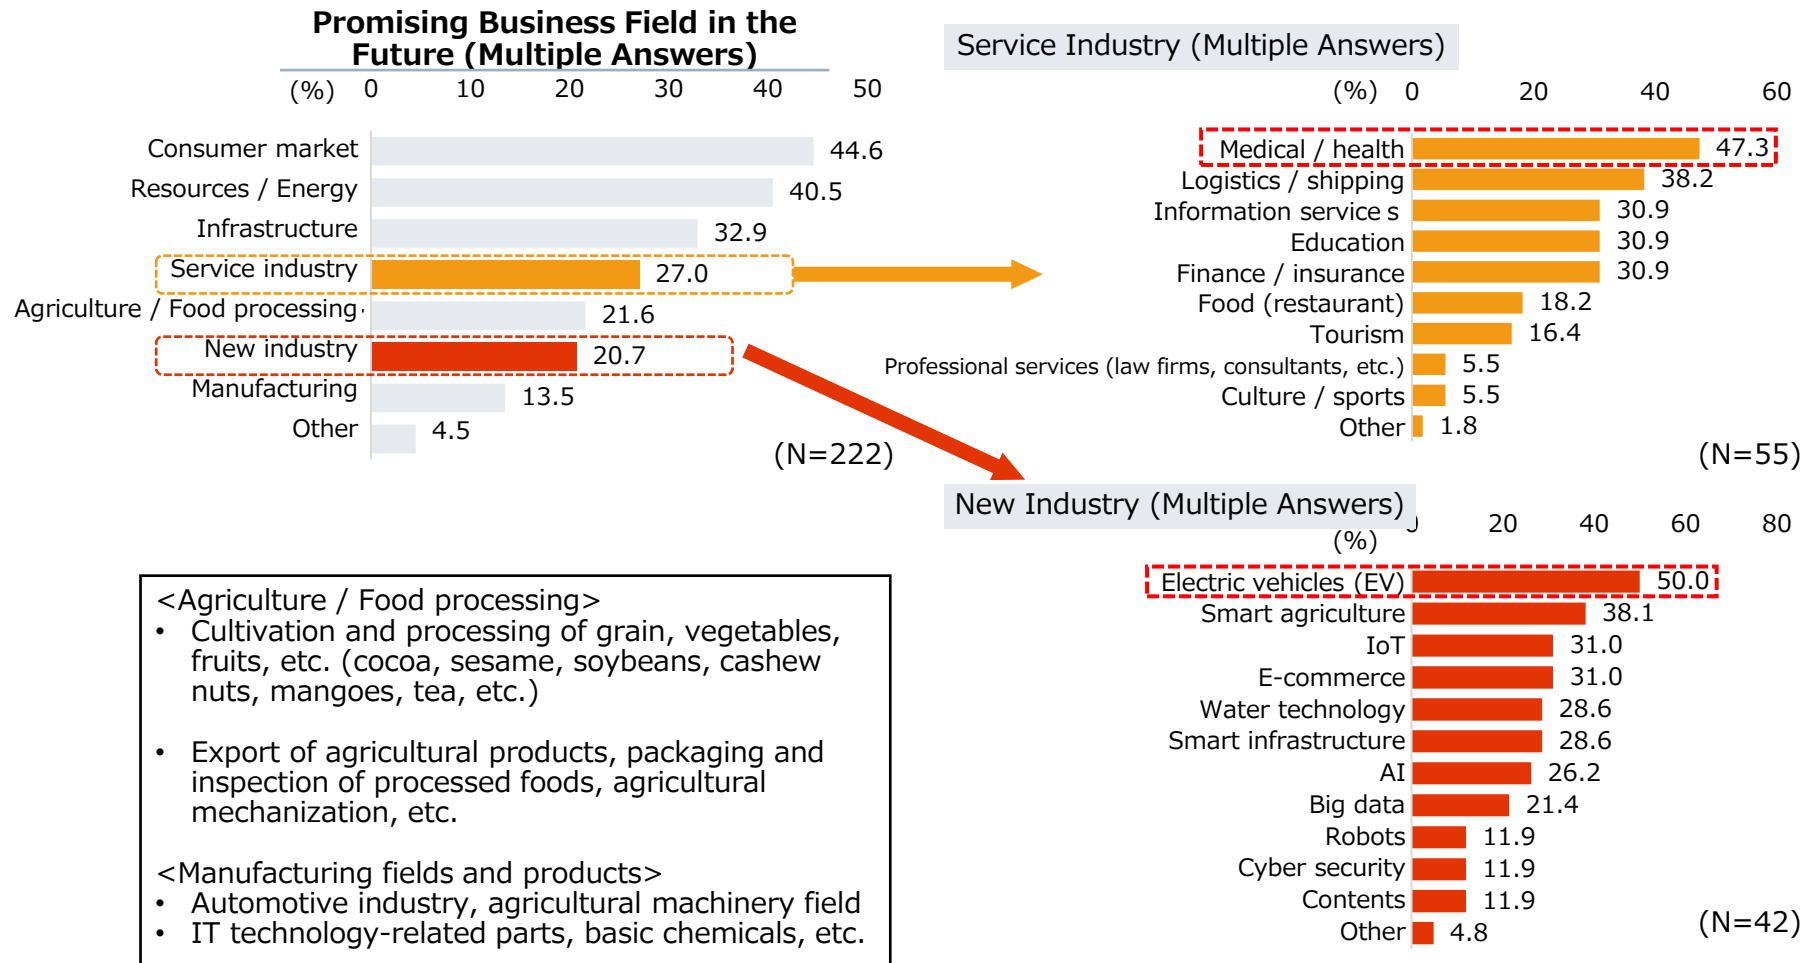 Promising Business Field in the
Future (Multiple Answers)
(%) 0 10 20 30 40 50
Consumer market 44.6
Resources / Energy 40.5
Infrastructure 32.9
Service industry 27.0
Agriculture / Food processing 21.6
New industry 20.7
Manufacturing 13.5
Other 4.5
(N=222)
Service Industry (Multiple Answers)
(%) 0 20 40 60
Medical / health 47.3
Logistics / shipping 38.2
Information services 30.9
Education 30.9
Finance / insurance 30.9
Food (restaurant) 18.2
Tourism 16.4
Professional services (law firms, consultants, etc.) 5.5
Culture / sports 5.5
Other 1.8
(N=55)
New Industry (Multiple Answers)
(%) 0 20 40 60 80
Electric vehicles (EV) 50.0
Smart agriculture 38.1
IoT 31.0
E-commerce 31.0
Water technology 28.6
Smart infrastructure 28.6
AI 26.2
Big data 21.4
Robots 11.9
Cyber security 11.9
Contents 11.9
Other 4.8
(N=42)
<Agriculture / Food processing>
• Cultivation and processing of grain, vegetables,
fruits, etc. (cocoa, sesame, soybeans, cashew
nuts, mangoes, tea, etc.)
• Export of agricultural products, packaging and
inspection of processed foods, agricultural
mechanization, etc.
<Manufacturing fields and products>
• Automotive industry, agricultural machinery field
• IT technology-related parts, basic chemicals, etc.